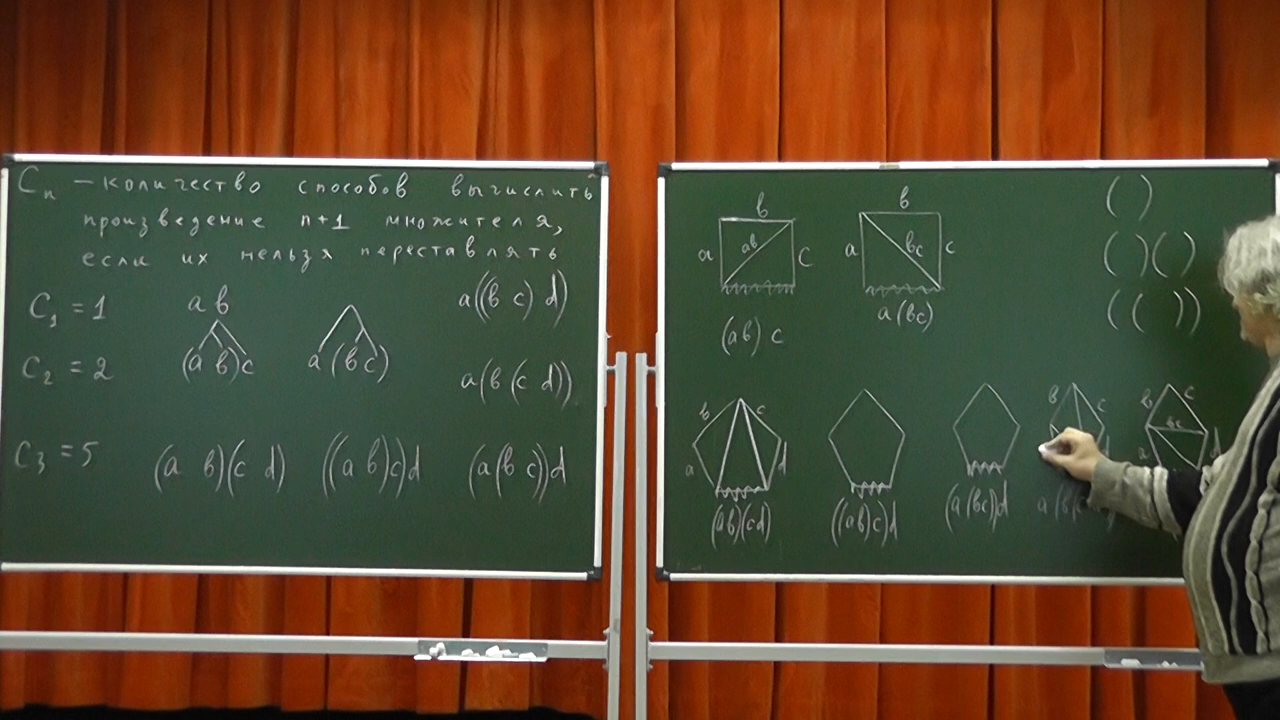 Cₙ – количество способов вычислить
произведение n+1 множителя,
если их нельзя переставлять
C₁ = 1
a b
a((b c) d)
C₂ = 2
(a b)c
a(b c)
a(b(c d))
C₃ = 5
(a b)(c d)
((a b)c)d
(a(b c))d
b
a
ab
c
(ab)c
b
a
bc
c
a(bc)
( )
( )( )
(( ))
b c
a d
(ab)(cd)
((ab)c)d
(a(bc))d
b c
b c
bc
a d